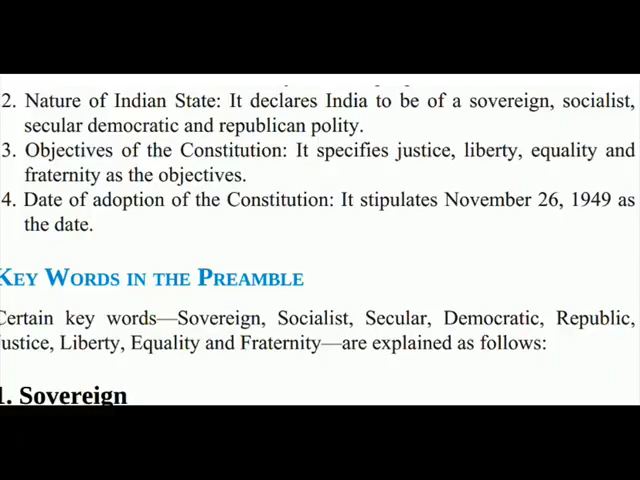 2. Nature of Indian State: It declares India to be of a sovereign, socialist,
secular democratic and republican polity.
3. Objectives of the Constitution: It specifies justice, liberty, equality and
fraternity as the objectives.
4. Date of adoption of the Constitution: It stipulates November 26, 1949 as
the date.
KEY WORDS IN THE PREAMBLE
Certain key words—Sovereign, Socialist, Secular, Democratic, Republic,
Justice, Liberty, Equality and Fraternity—are explained as follows:
1. Sovereign